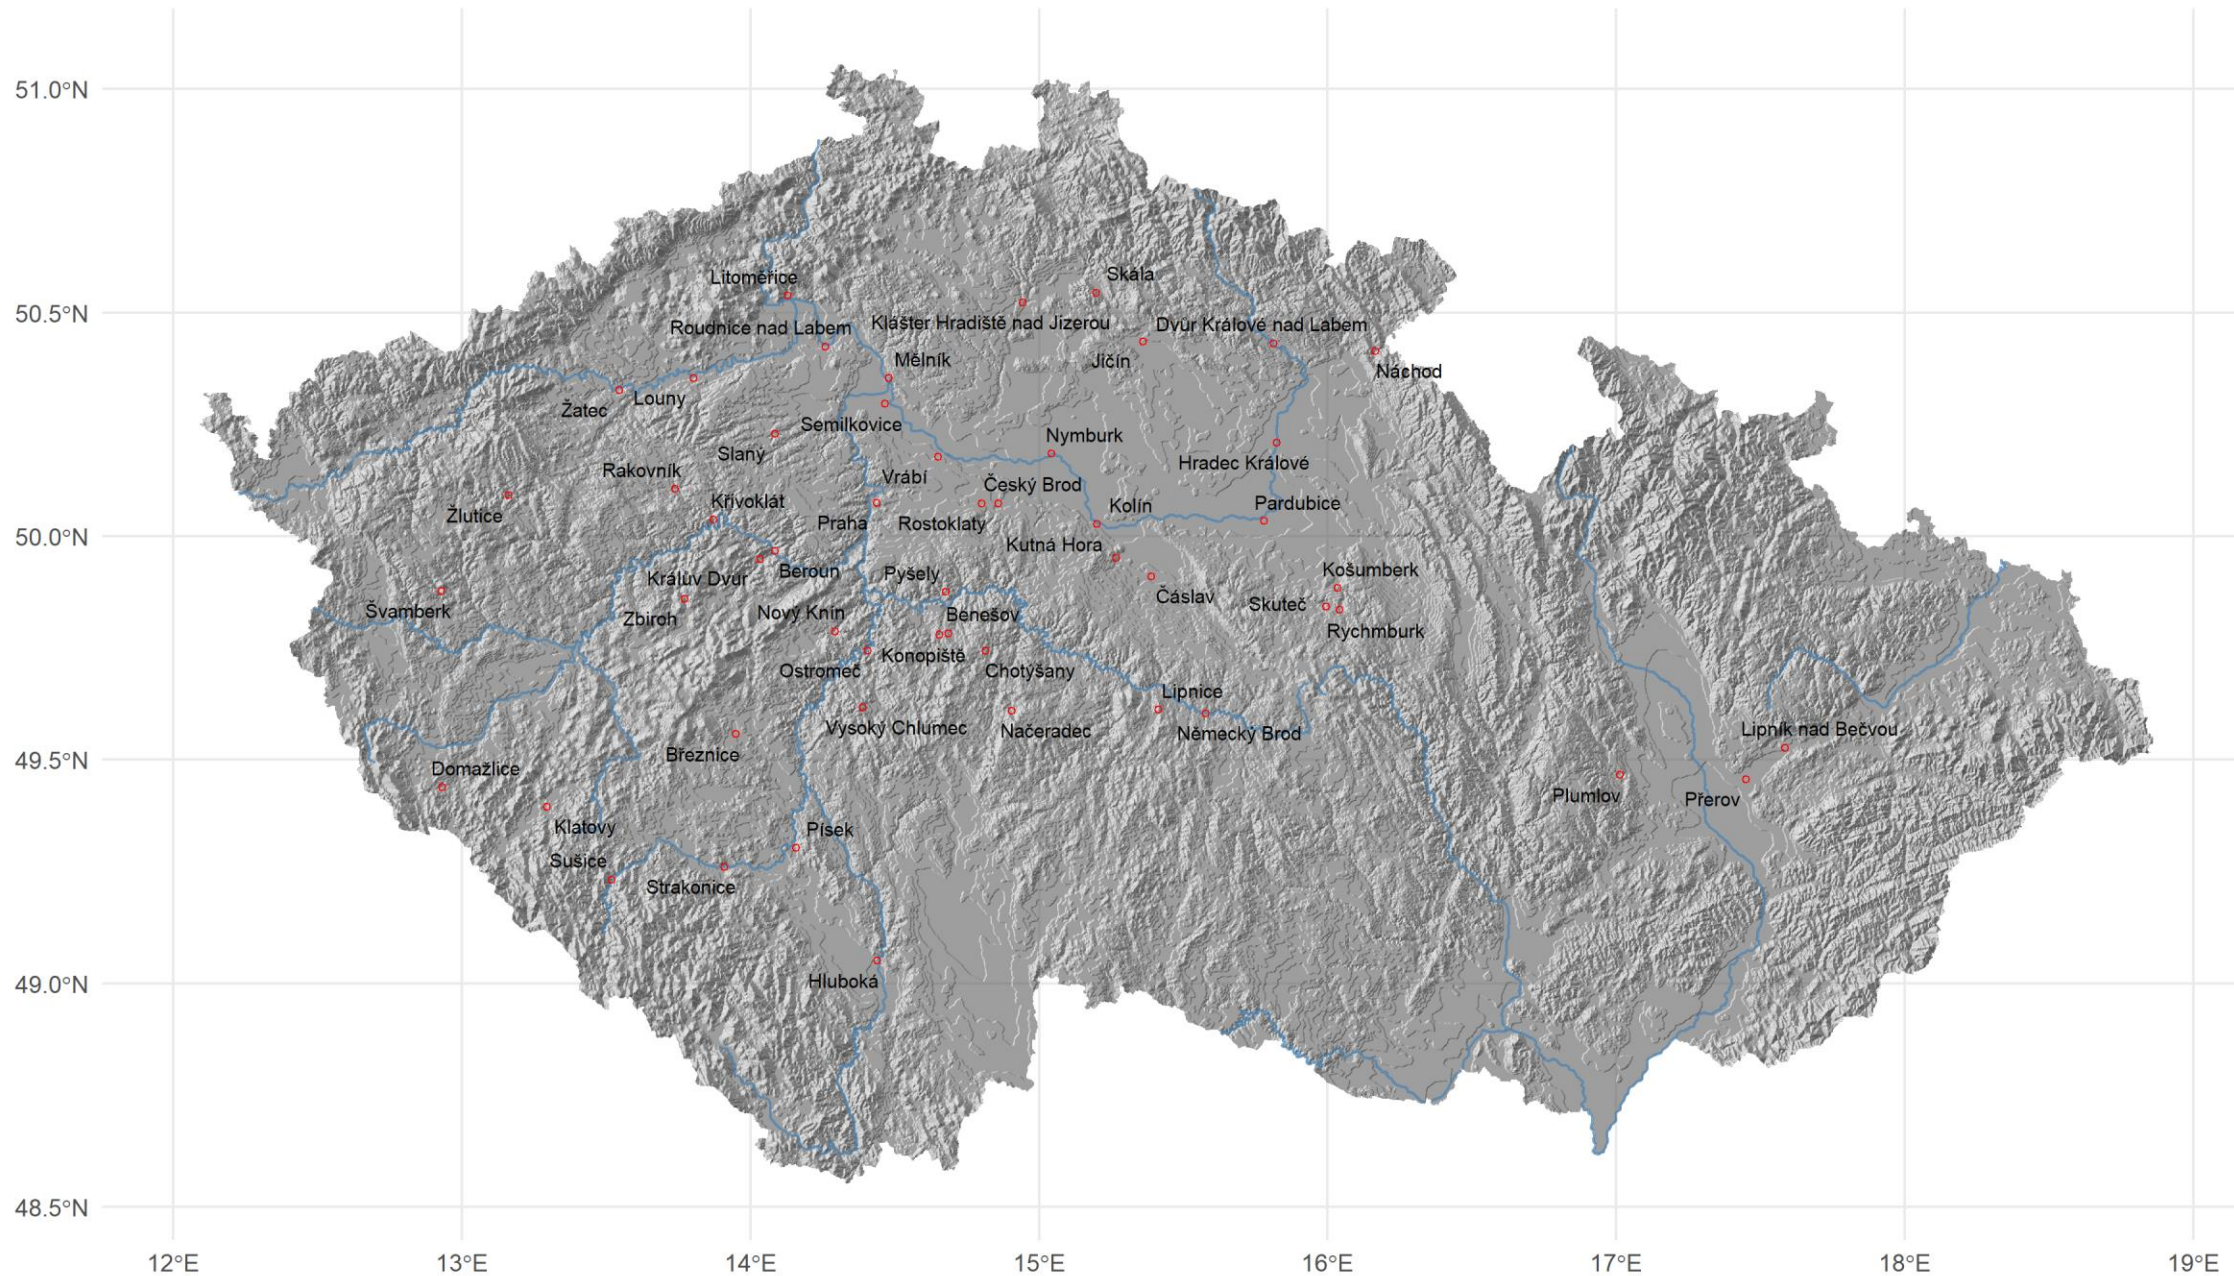 51.0°N
Skála
Litoměřice
50.5°N
Klášter Hradiště nad Jizerou
Dvůr Králové nad Labem
Roudnice nad Labem
Mělník
Jičín
Náchod
Louny
Žatec
Semilkovice
Nymburk
Slaný
Hradec Králové
Rakovník
Vrábí
Český Brod
Křivoklát
Pardubice
Kolín
Žlutice
Praha
Rostoklaty
50.0°N
Kutná Hora
Košumberk
Beroun
Pyšely
Králův Dvur
Čáslav
Skuteč
Švamberk
Nový Knín
Benešov
Zbiroh
Rychmburk
Konopiště
Ostromeč
Chotýšany
Lipnice
Vysoký Chlumec
Lipník nad Bečvou
Načeradec
Německý Brod
Březnice
49.5°N
Domažlice
Plumlov
Přerov
Klatovy
Písek
Sušice
Strakonice
Hluboká
49.0°N
48.5°N
12°E
13°E
14°E
15°E
16°E
17°E
18°E
19°E